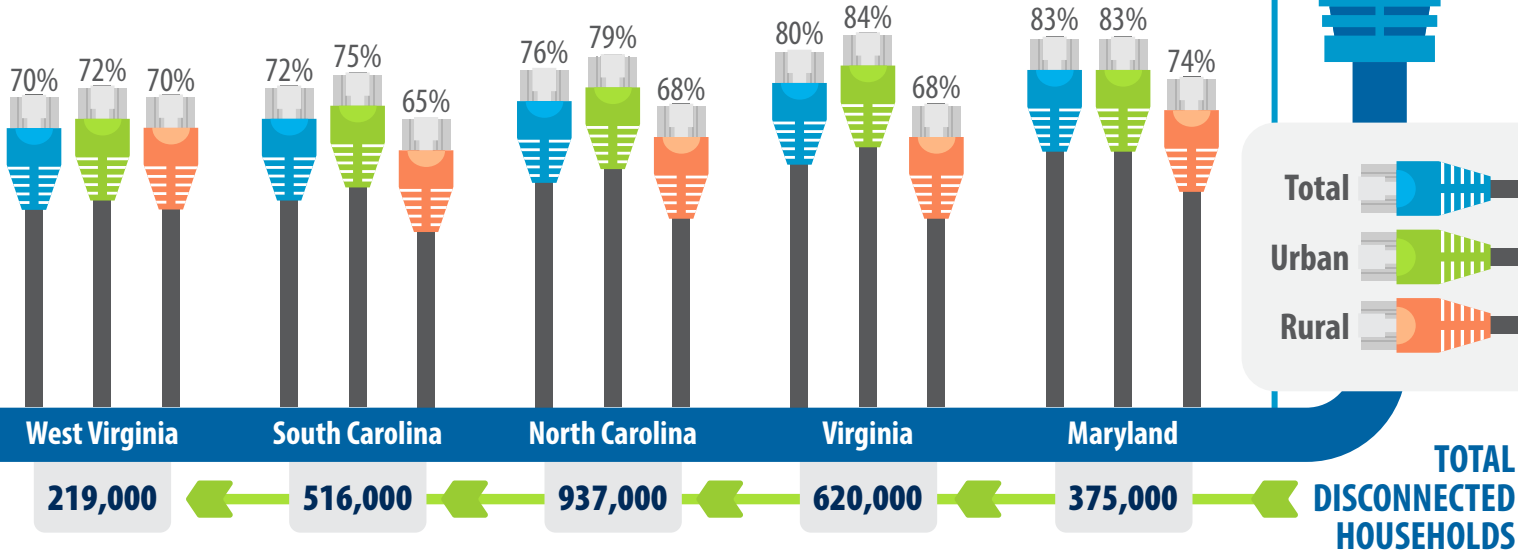 70% 72% 70%
72% 75% 65%
76% 79% 68%
80% 84% 68%
83% 83% 74%
Total
Urban
Rural
West Virginia South Carolina North Carolina Virginia Maryland
219,000 516,000 937,000 620,000 375,000
TOTAL
DISCONNECTED
HOUSEHOLDS